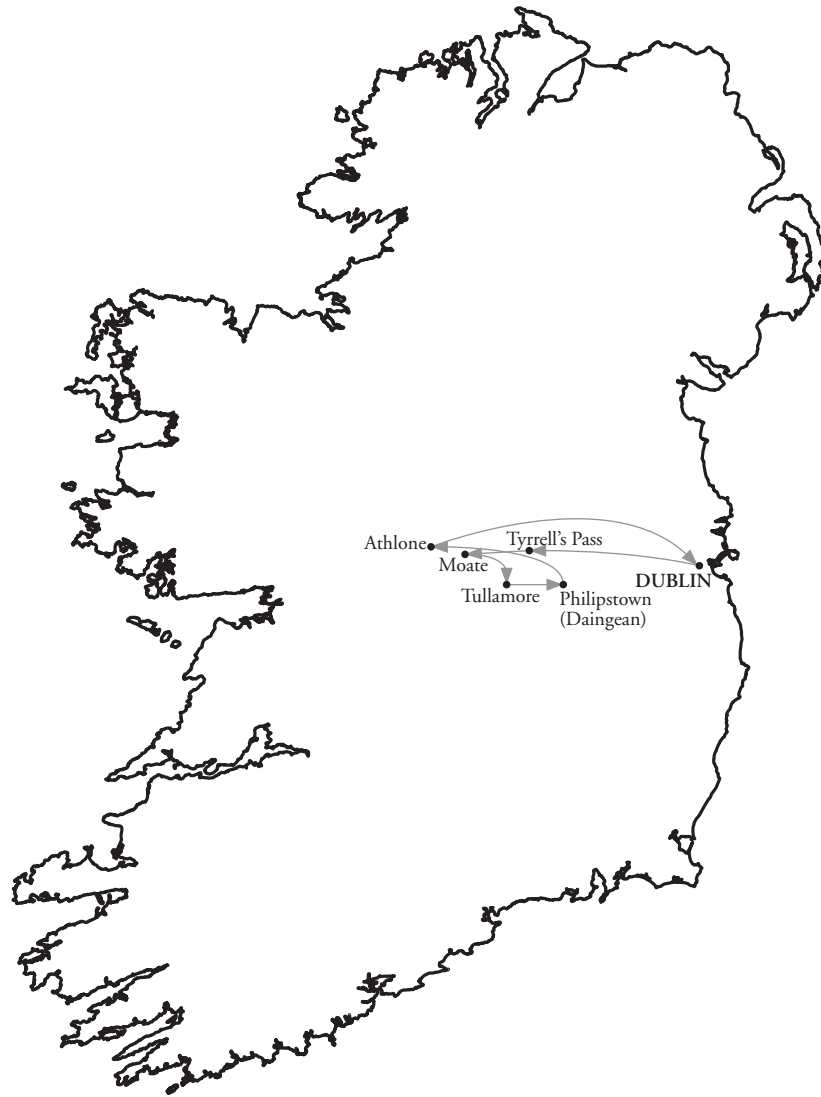 Athlone
Tyrrell’s Pass
Moate
DUBLIN
Tullamore
Philipstown
(Daingean)